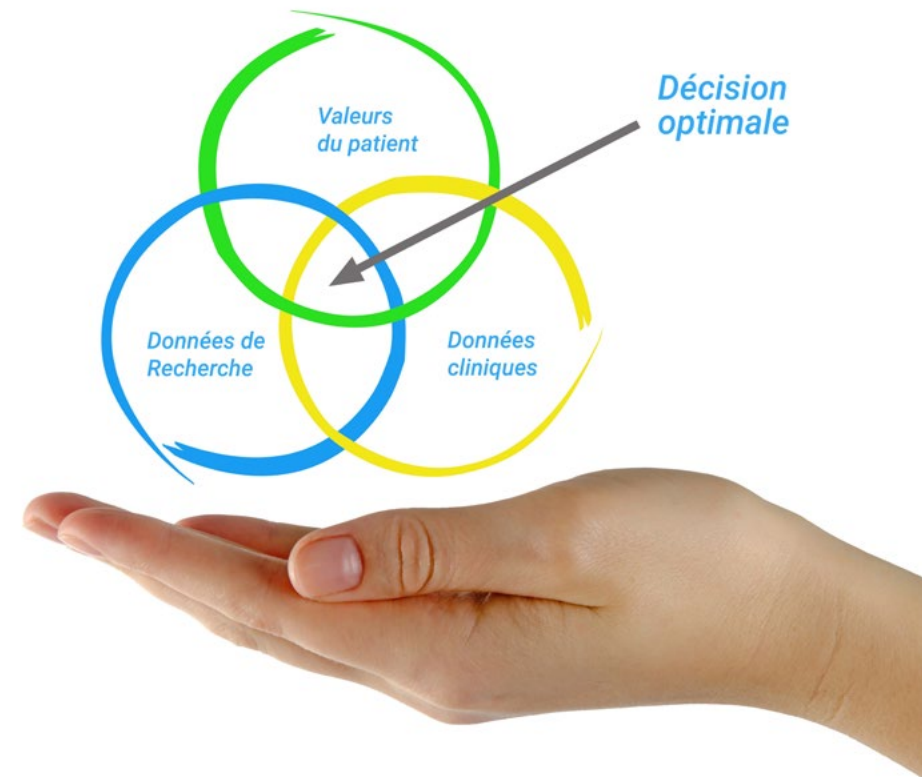 Valeurs
du patient
Décision
optimale
Données de
Recherche
Données
cliniques